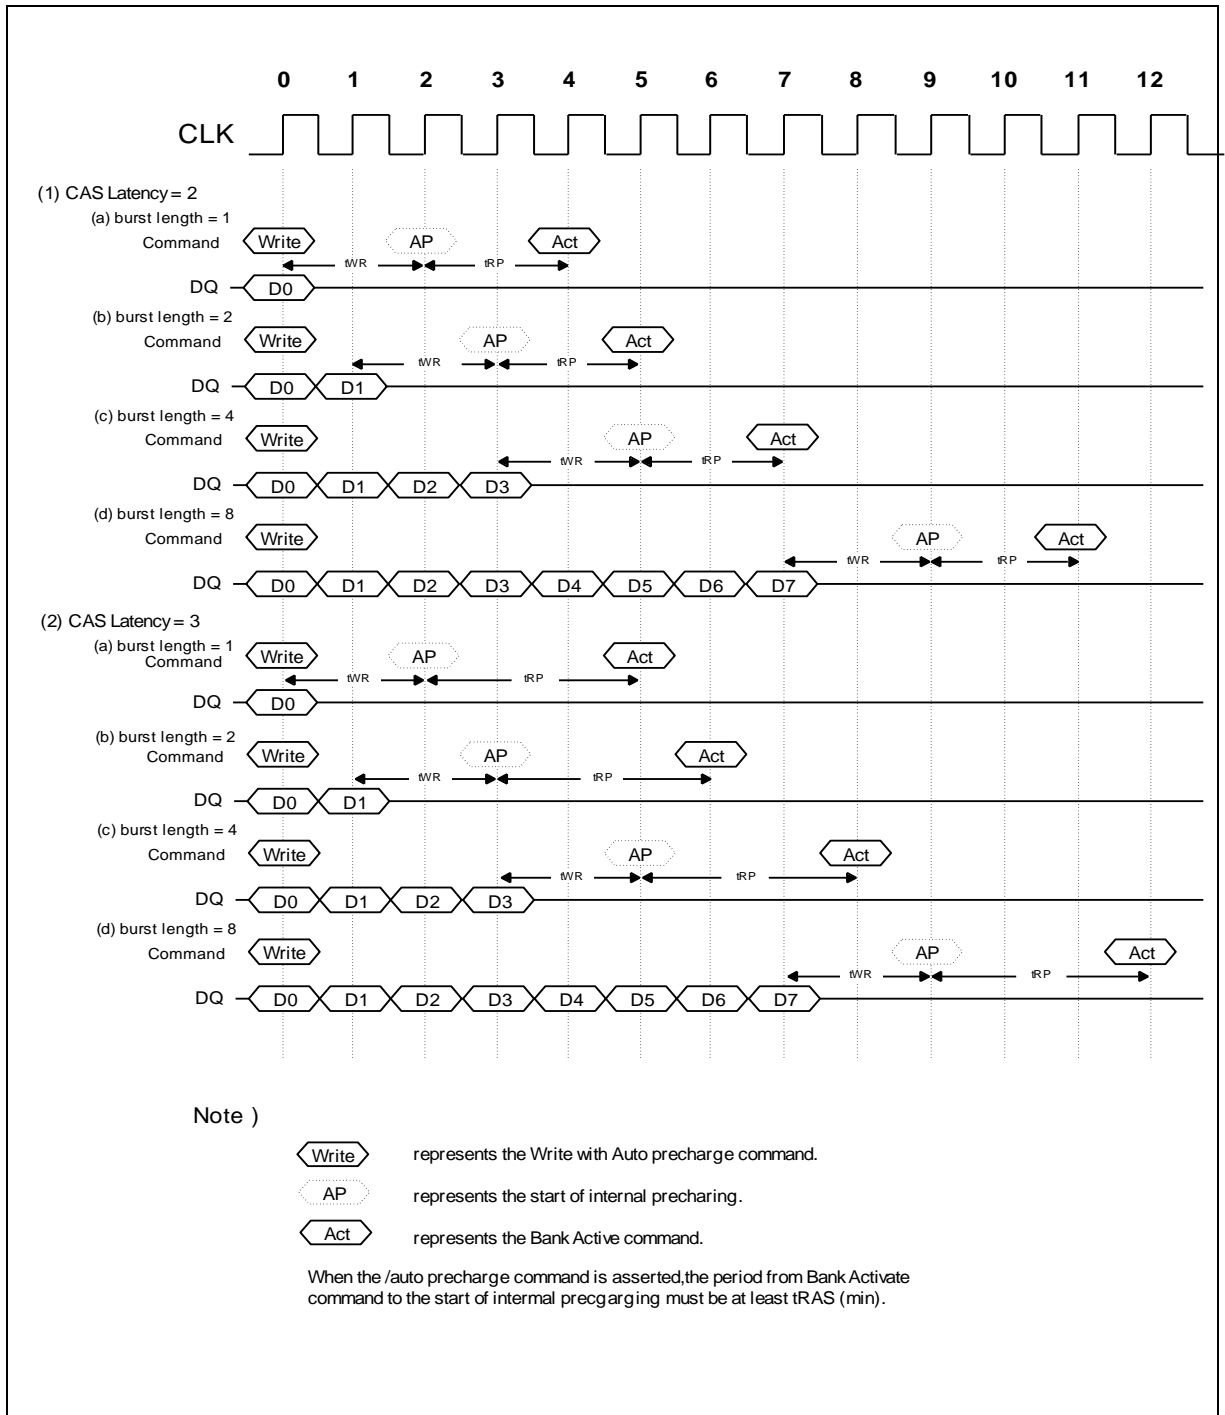 0 1 2 3 4 5 6 7 8 9 10 11 12
CLK
(1) CAS Latency = 2
(a) burst length = 1
Command Write AP Act
tWR tRP
DQ D0
(b) burst length = 2
Command Write AP Act
tWR tRP
DQ D0 D1
(c) burst length = 4
Command Write AP Act
tWR tRP
DQ D0 D1 D2 D3
(d) burst length = 8
Command Write AP Act
tWR tRP
DQ D0 D1 D2 D3 D4 D5 D6 D7
(2) CAS Latency = 3
(a) burst length = 1
Command Write AP Act
tWR tRP
DQ D0
(b) burst length = 2
Command Write AP Act
tWR tRP
DQ D0 D1
(c) burst length = 4
Command Write AP Act
tWR tRP
DQ D0 D1 D2 D3
(d) burst length = 8
Command Write AP Act
tWR tRP
DQ D0 D1 D2 D3 D4 D5 D6 D7
Note )
Write represents the Write with Auto precharge command.
AP represents the start of internal precharing.
Act represents the Bank Active command.
When the /auto precharge command is asserted,the period from Bank Activate
command to the start of intermal precgarging must be at least tRAS (min).